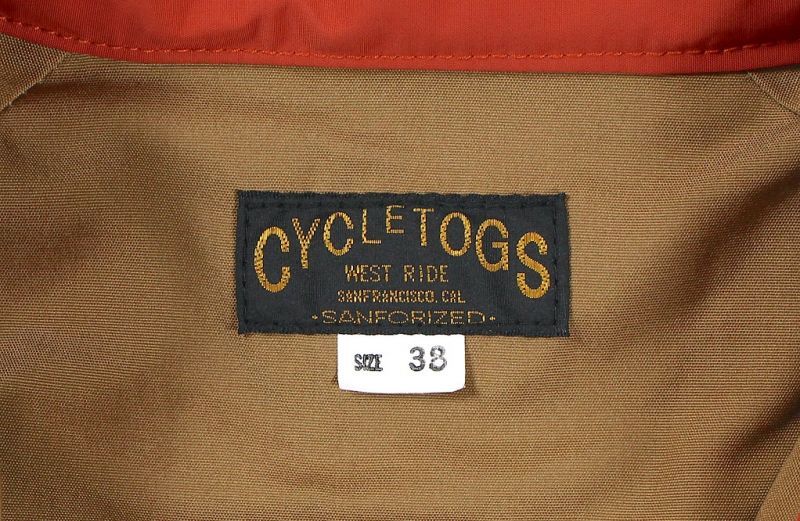 CYCLETOGS
WEST RIDE
SANFRANCISCO, CAL
·SANFORIZED·
SIZE 38